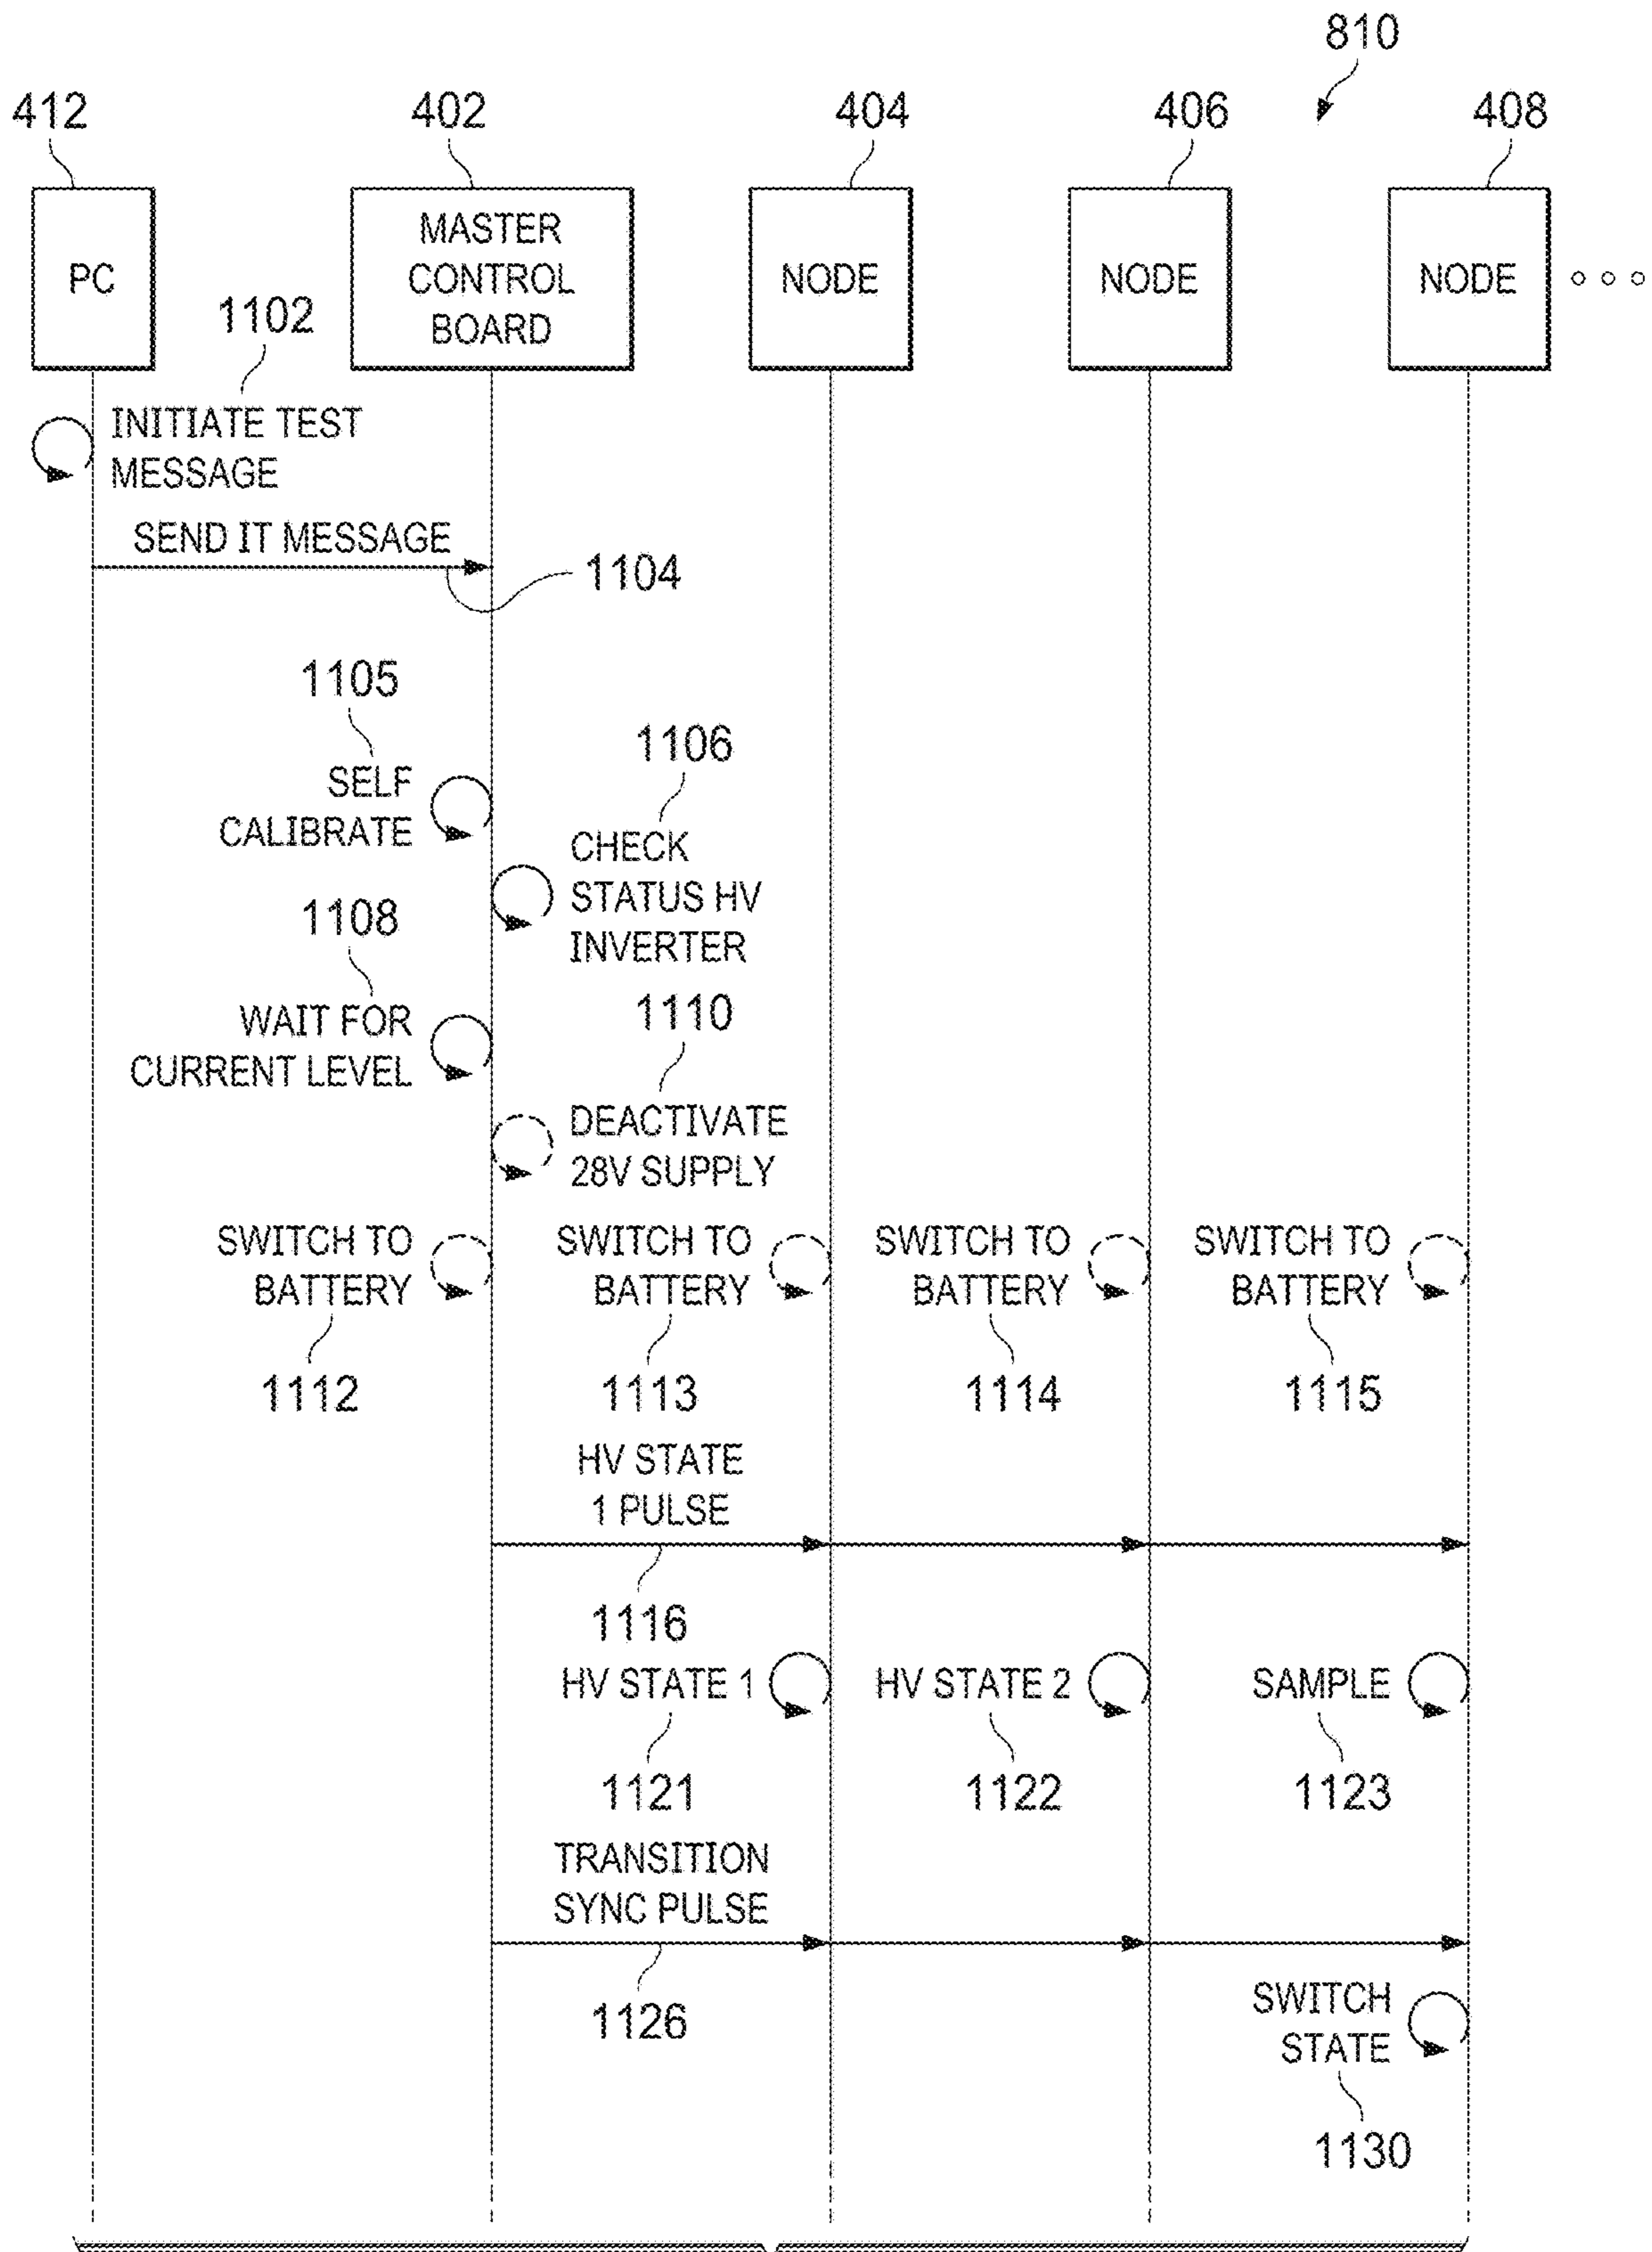 810
412
402
404
406
408
PC
MASTER
CONTROL
BOARD
NODE
NODE
NODE
1102
INITIATE TEST
MESSAGE
SEND IT MESSAGE
1104
1105
SELF
CALIBRATE
1106
CHECK
STATUS HV
INVERTER
1108
WAIT FOR
CURRENT LEVEL
1110
DEACTIVATE
28V SUPPLY
SWITCH TO
BATTERY
1112
SWITCH TO
BATTERY
1113
SWITCH TO
BATTERY
1114
SWITCH TO
BATTERY
1115
HV STATE
1 PULSE
1116
HV STATE 1
1121
HV STATE 2
1122
SAMPLE
1123
TRANSITION
SYNC PULSE
1126
SWITCH
STATE
1130